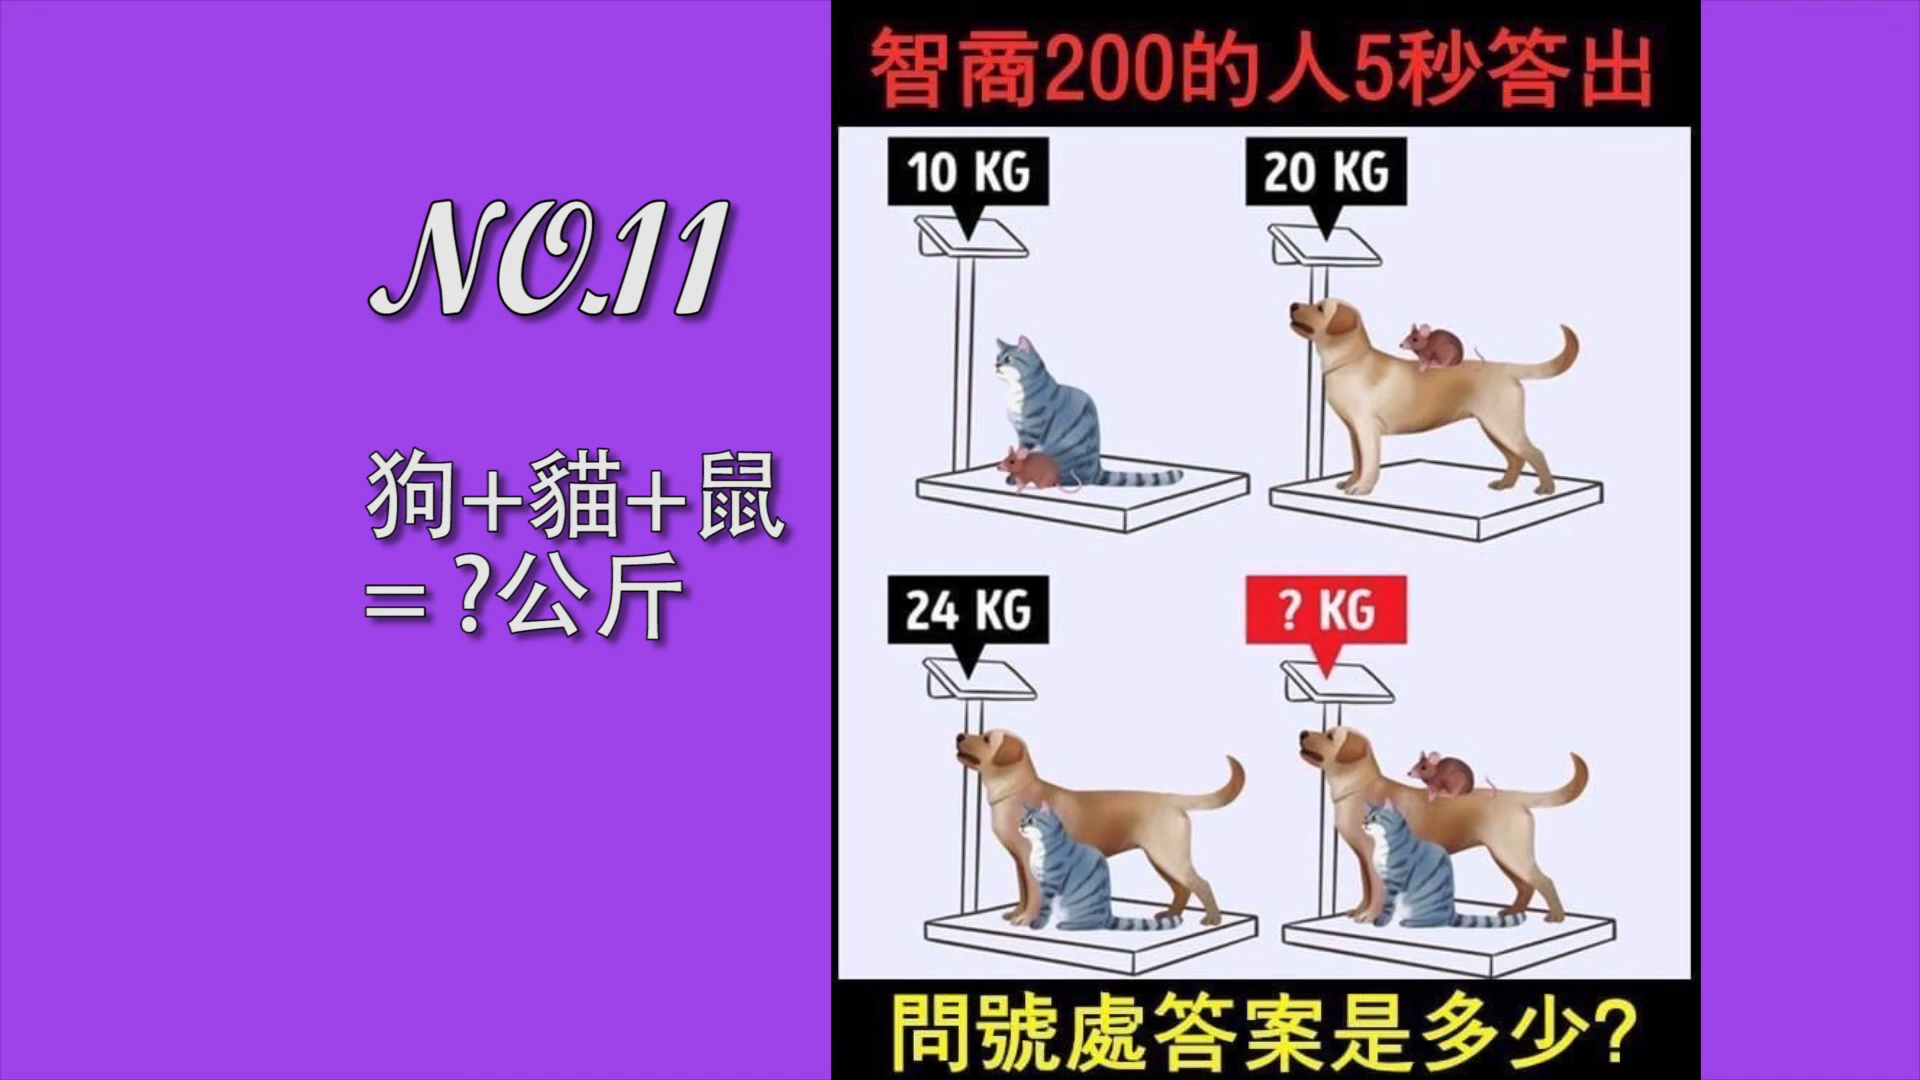 NO.11
狗+貓+鼠
= ?公斤
智商200的人5秒答出
10 KG
20 KG
24 KG
? KG
問號處答案是多少?